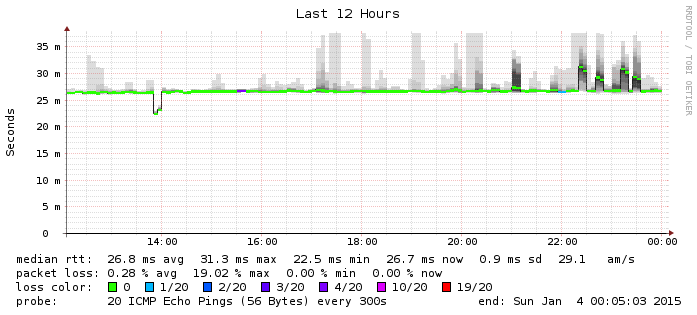 Last 12 Hours
RRDTOOL / TOBI OETIKER
Seconds
35 m
30 m
25 m
20 m
15 m
10 m
5 m
0
14:00 16:00 18:00 20:00 22:00 00:00
median rtt: 26.8 ms avg 31.3 ms max 22.5 ms min 26.7 ms now 0.9 ms sd 29.1 am/s
packet loss: 0.28 % avg 19.02 % max 0.00 % min 0.00 % now
loss color: 0 1/20 2/20 3/20 4/20 10/20 19/20
probe: 20 ICMP Echo Pings (56 Bytes) every 300s end: Sun Jan 4 00:05:03 2015